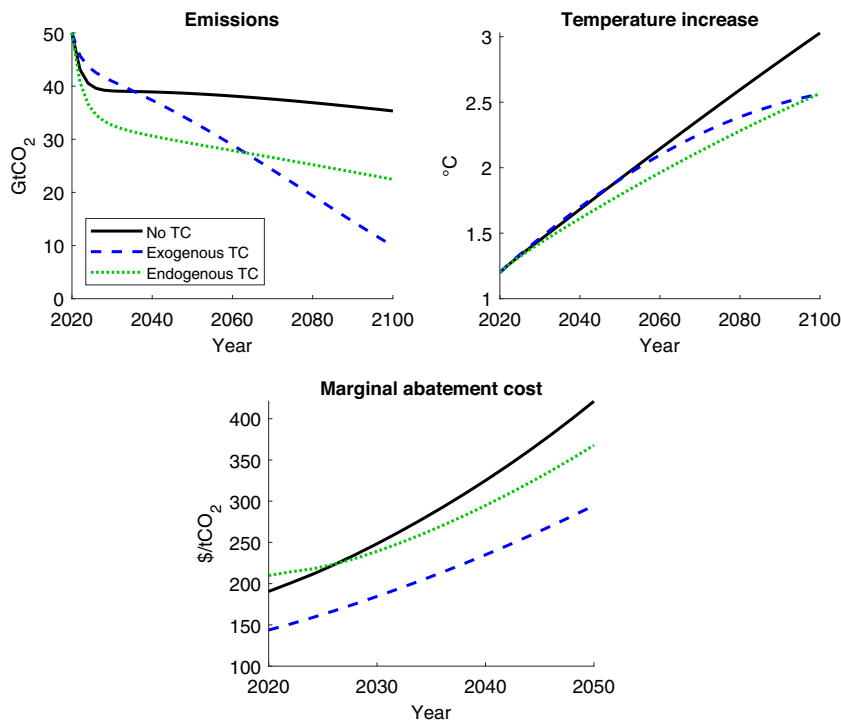 Emissions
50
40
30
20
10
0
GtCO2
No TC
Exogenous TC
Endogenous TC
2020 2040 2060 2080 2100
Year
Temperature increase
3
2.5
2
1.5
1
°C
2020 2040 2060 2080 2100
Year
Marginal abatement cost
400
350
300
250
200
150
100
$/tCO2
2020 2030 2040 2050
Year